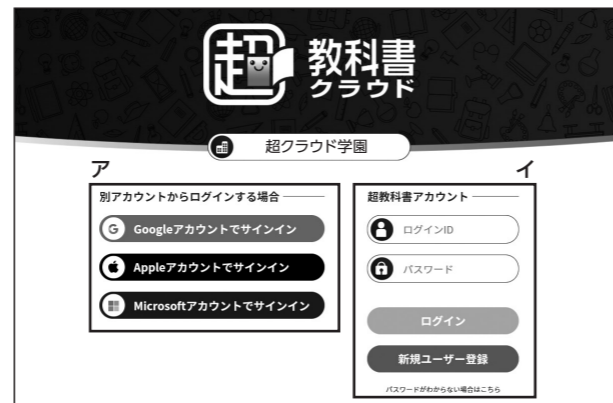 超
教科書
クラウド
超クラウド学園
ア
別アカウントからログインする場合
G Googleアカウントでサインイン
Appleアカウントでサインイン
Microsoftアカウントでサインイン
イ
超教科書アカウント
ログインID
パスワード
ログイン
新規ユーザー登録
パスワードがわからない場合はこちら